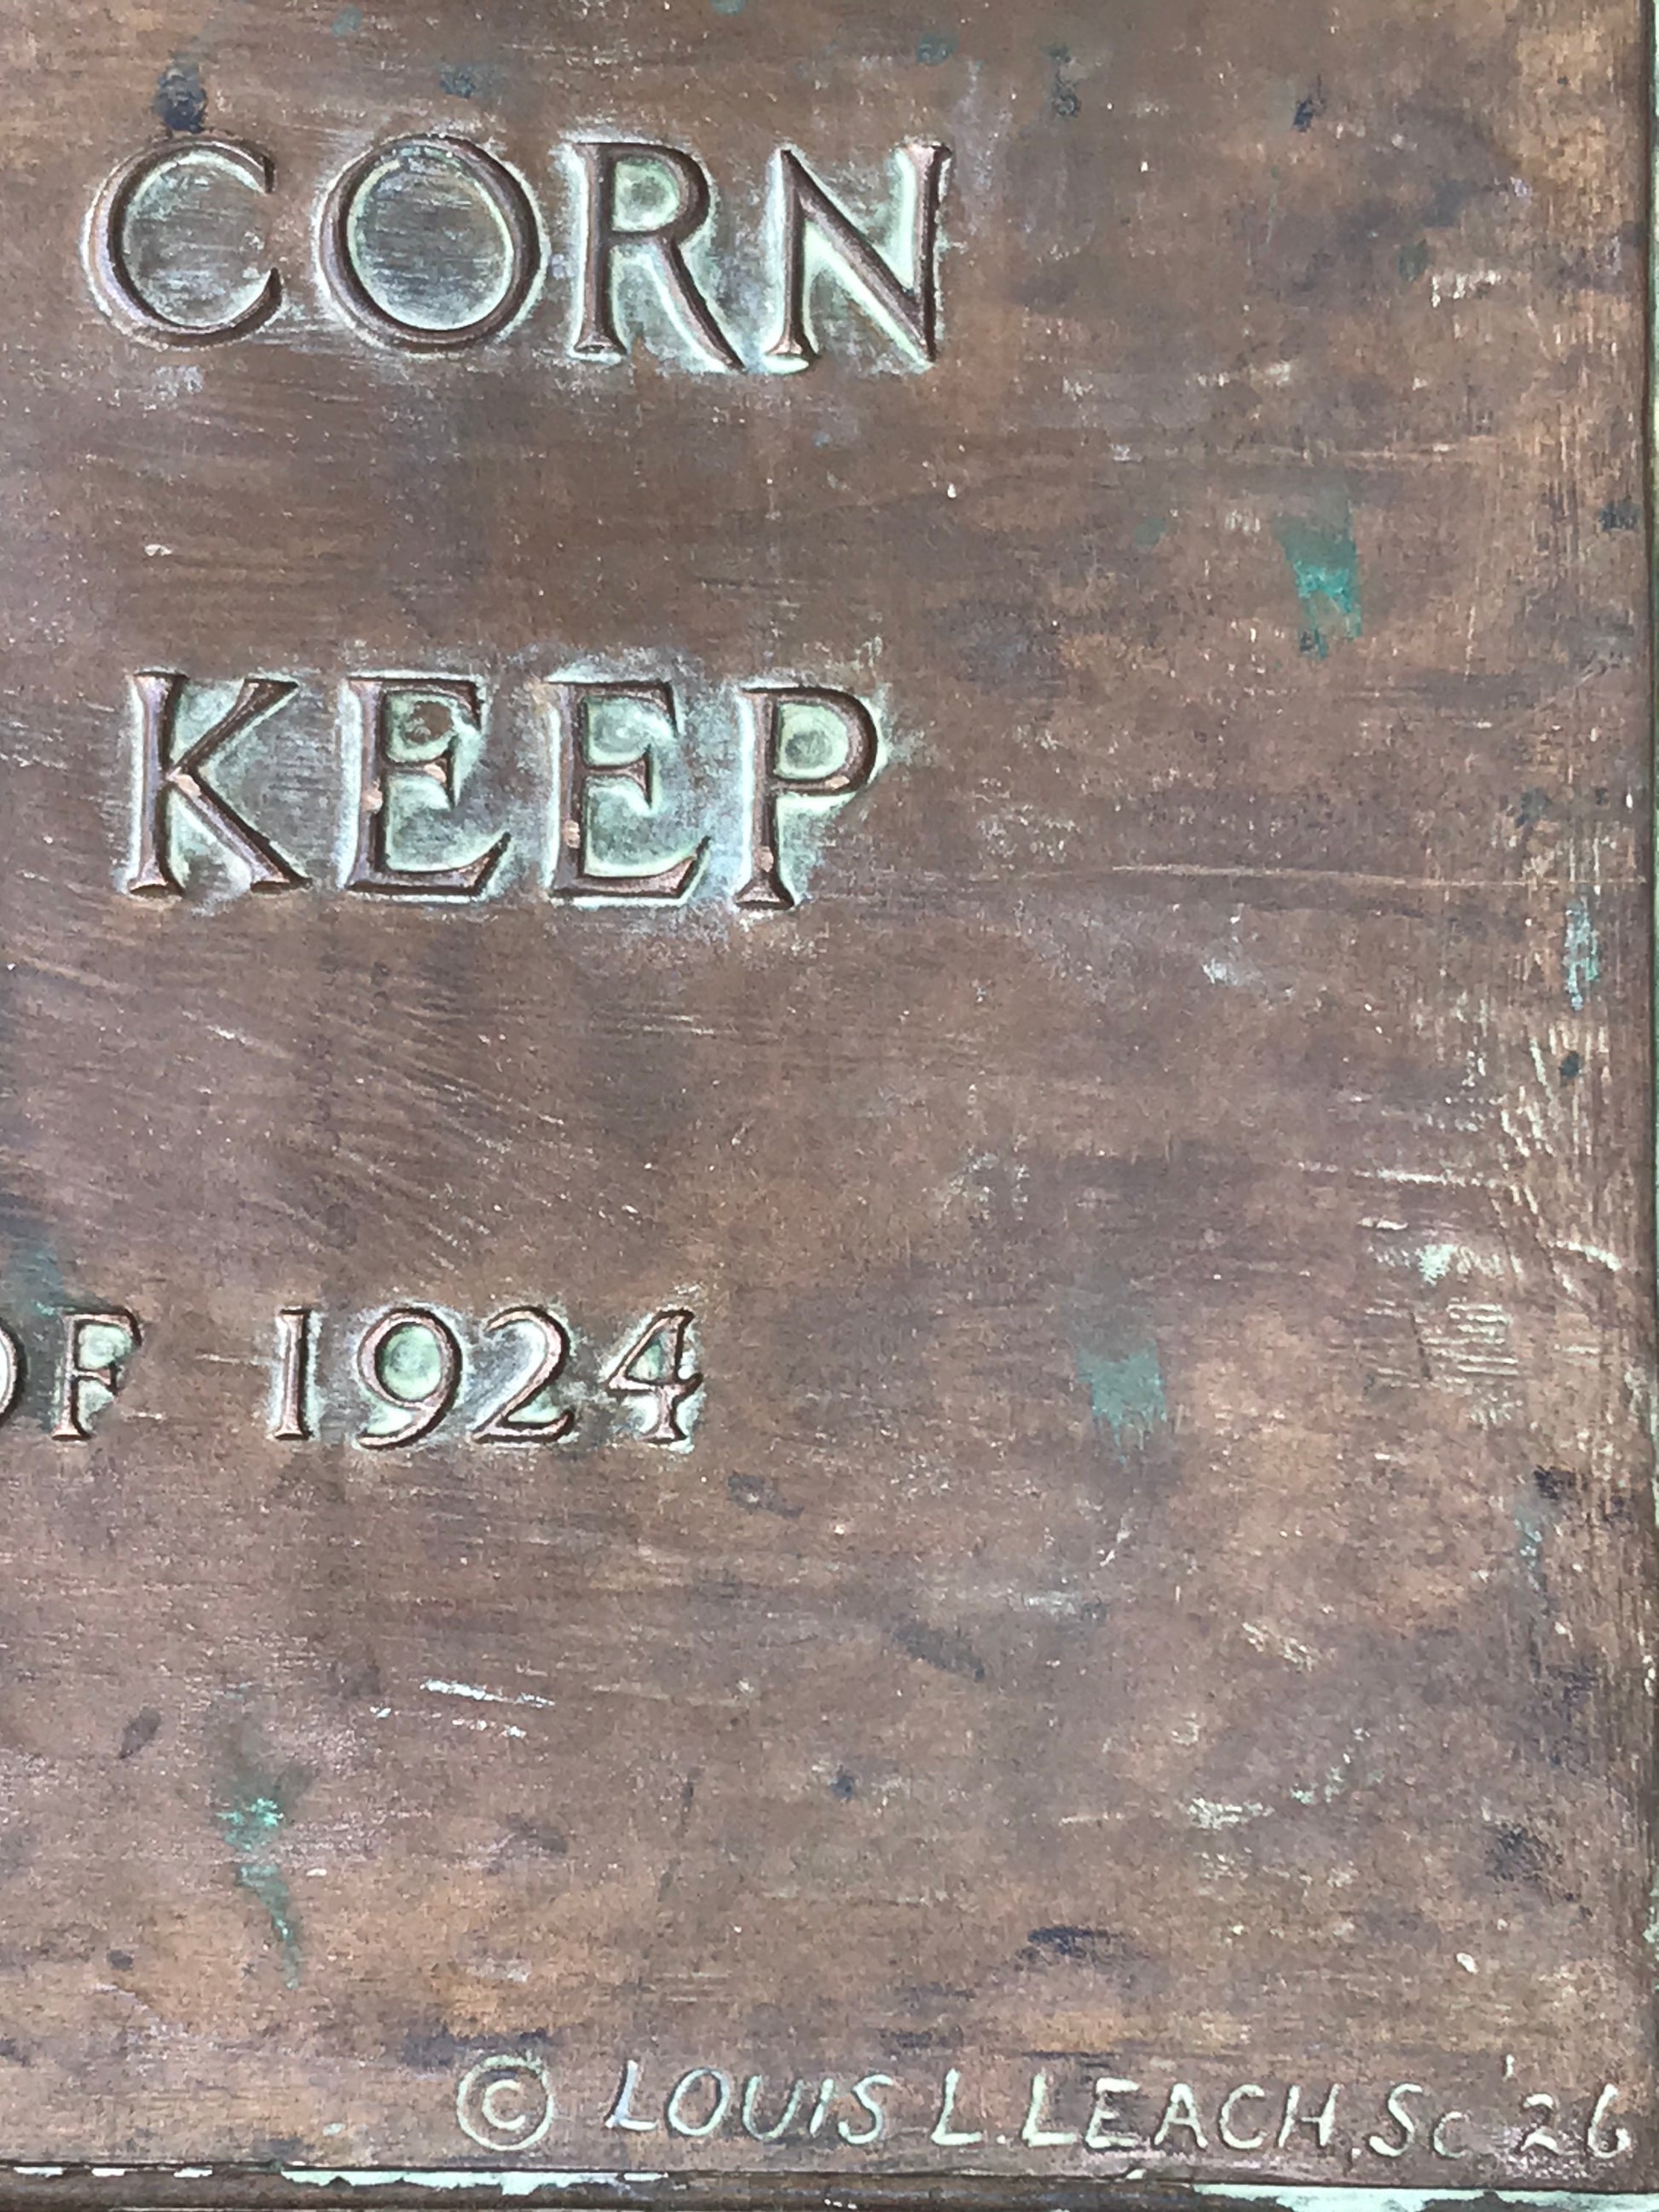 CORN
KEEP
OF 1924
© LOUIS L. LEACH, Sc '26